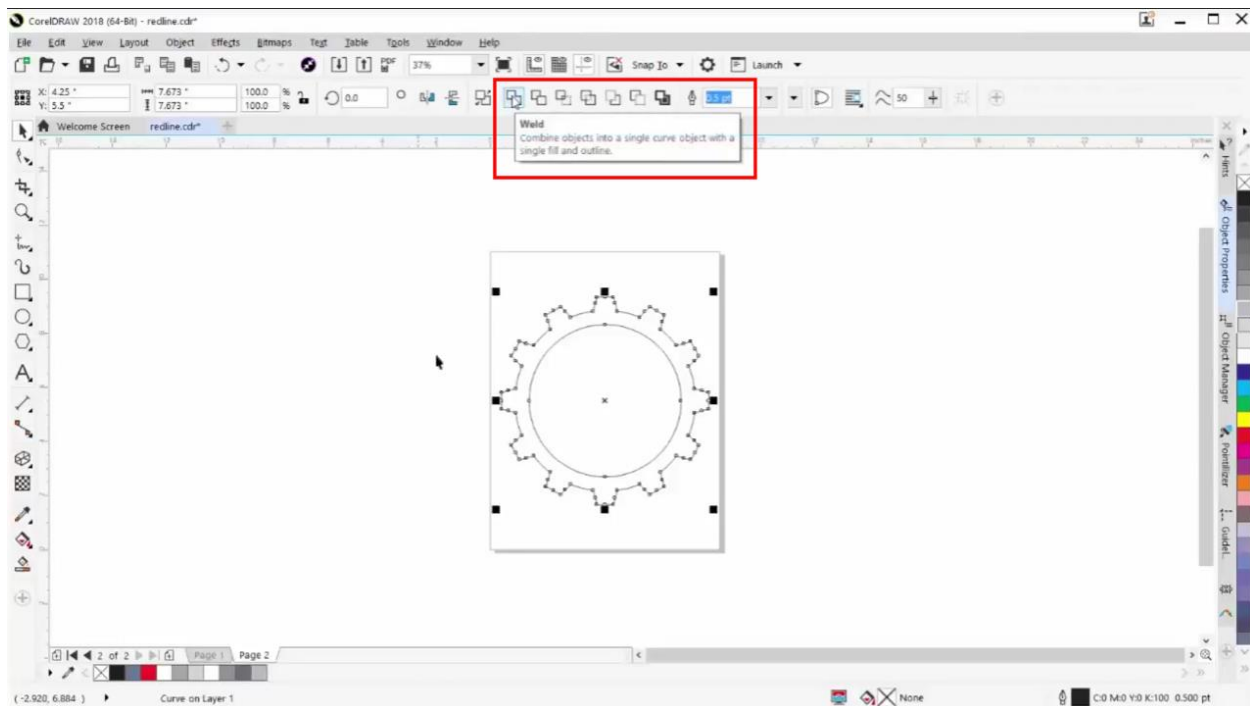 CorelDRAW 2018 (64-Bit) - redline.cdr*
File Edit View Layout Object Effects Bitmaps Text Table Tools Window Help
PDF 37% Snap To Launch
X: 4.25 " 7.673 " 100.0 % 0.0 0.5 pt 50
Y: 5.5 " 7.673 " 100.0 %
Welcome Screen redline.cdr*
Weld
Combine objects into a single curve object with a
single fill and outline.
Hints
Object Properties
Object Manager
Pointillizer
GuideL...
2 of 2 Page 1 Page 2
( -2.920, 6.884 ) Curve on Layer 1 None C:0 M:0 Y:0 K:100 0.500 pt